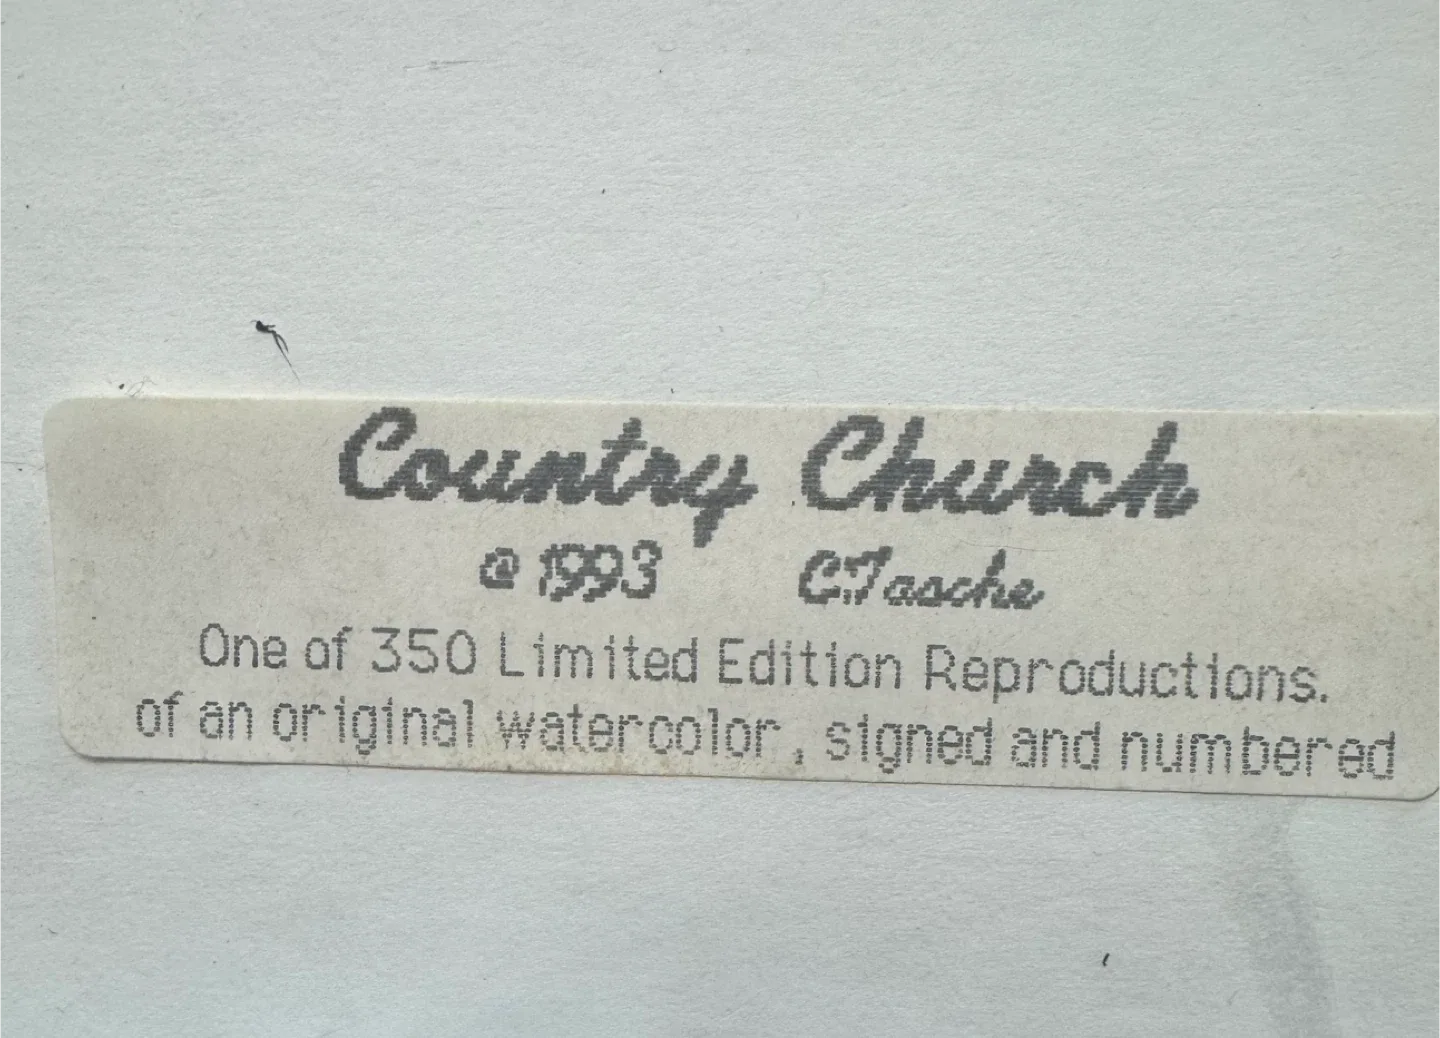 Country Church
@ 1993 C.Tasche
One of 350 Limited Edition Reproductions.
of an original watercolor, signed and numbered